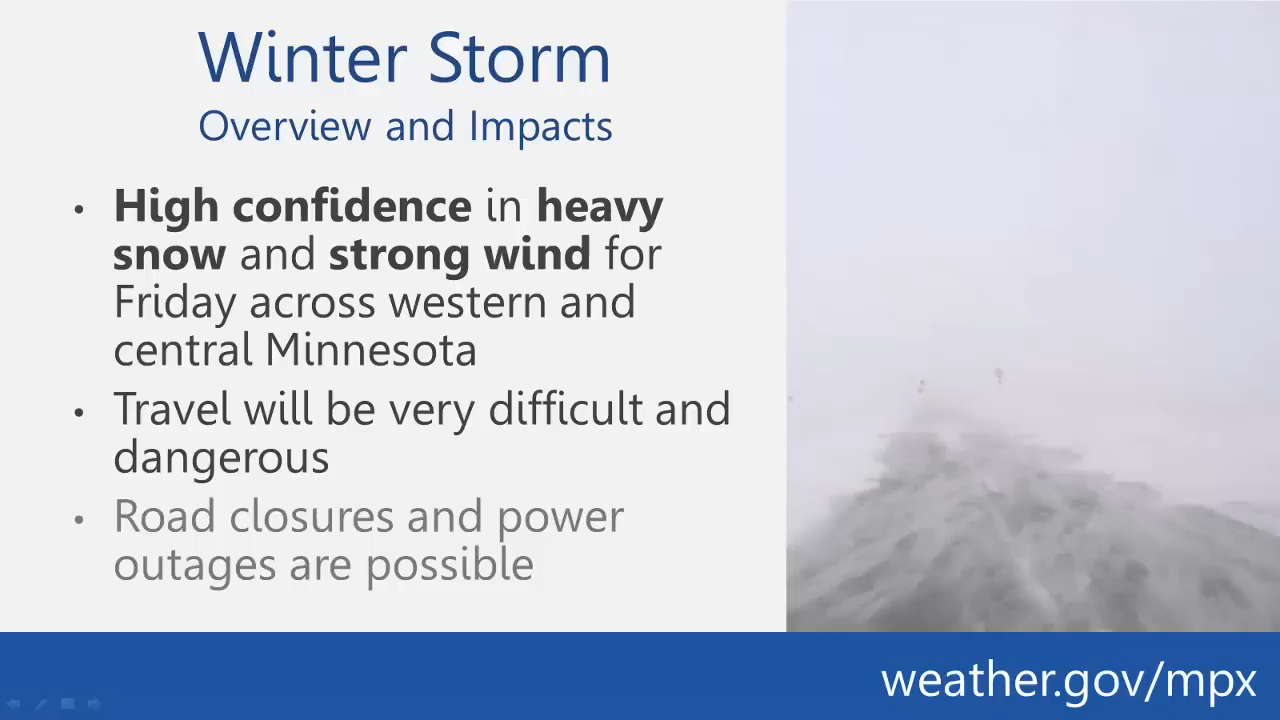 Winter Storm
Overview and Impacts
• High confidence in heavy
snow and strong wind for
Friday across western and
central Minnesota
• Travel will be very difficult and
dangerous
• Road closures and power
outages are possible
weather.gov/mpx